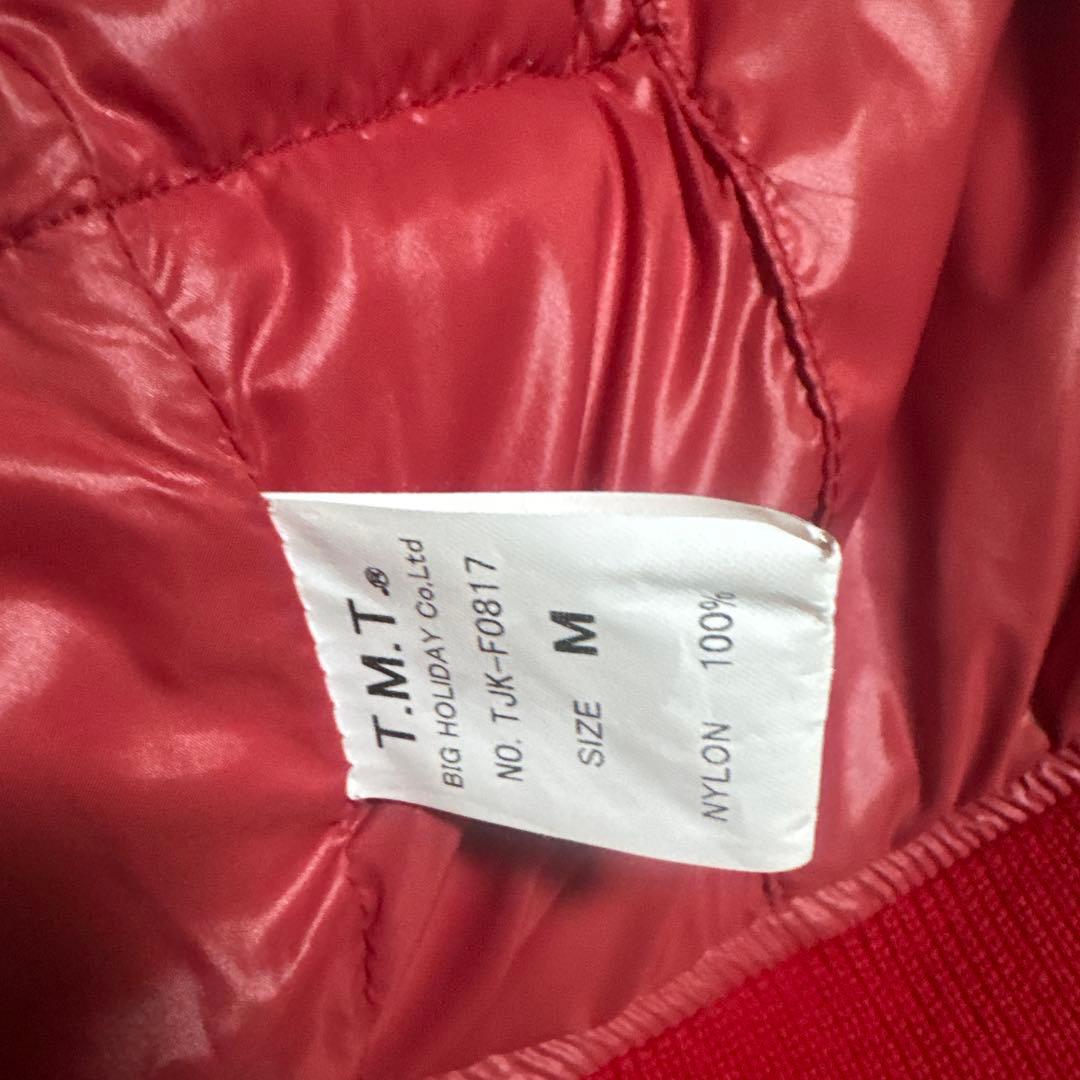 T.M.T.®
BIG HOLIDAY Co.,Ltd
NO. TJK-F0817
SIZE M
NYLON 100%